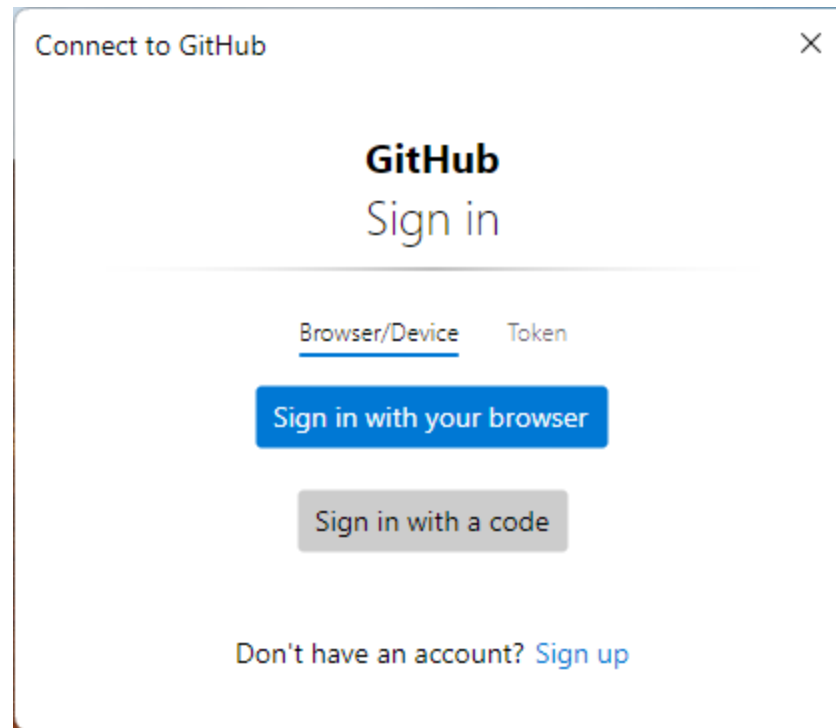 Connect to GitHub
GitHub
Sign in
Browser/Device Token
Sign in with your browser
Sign in with a code
Don't have an account? Sign up